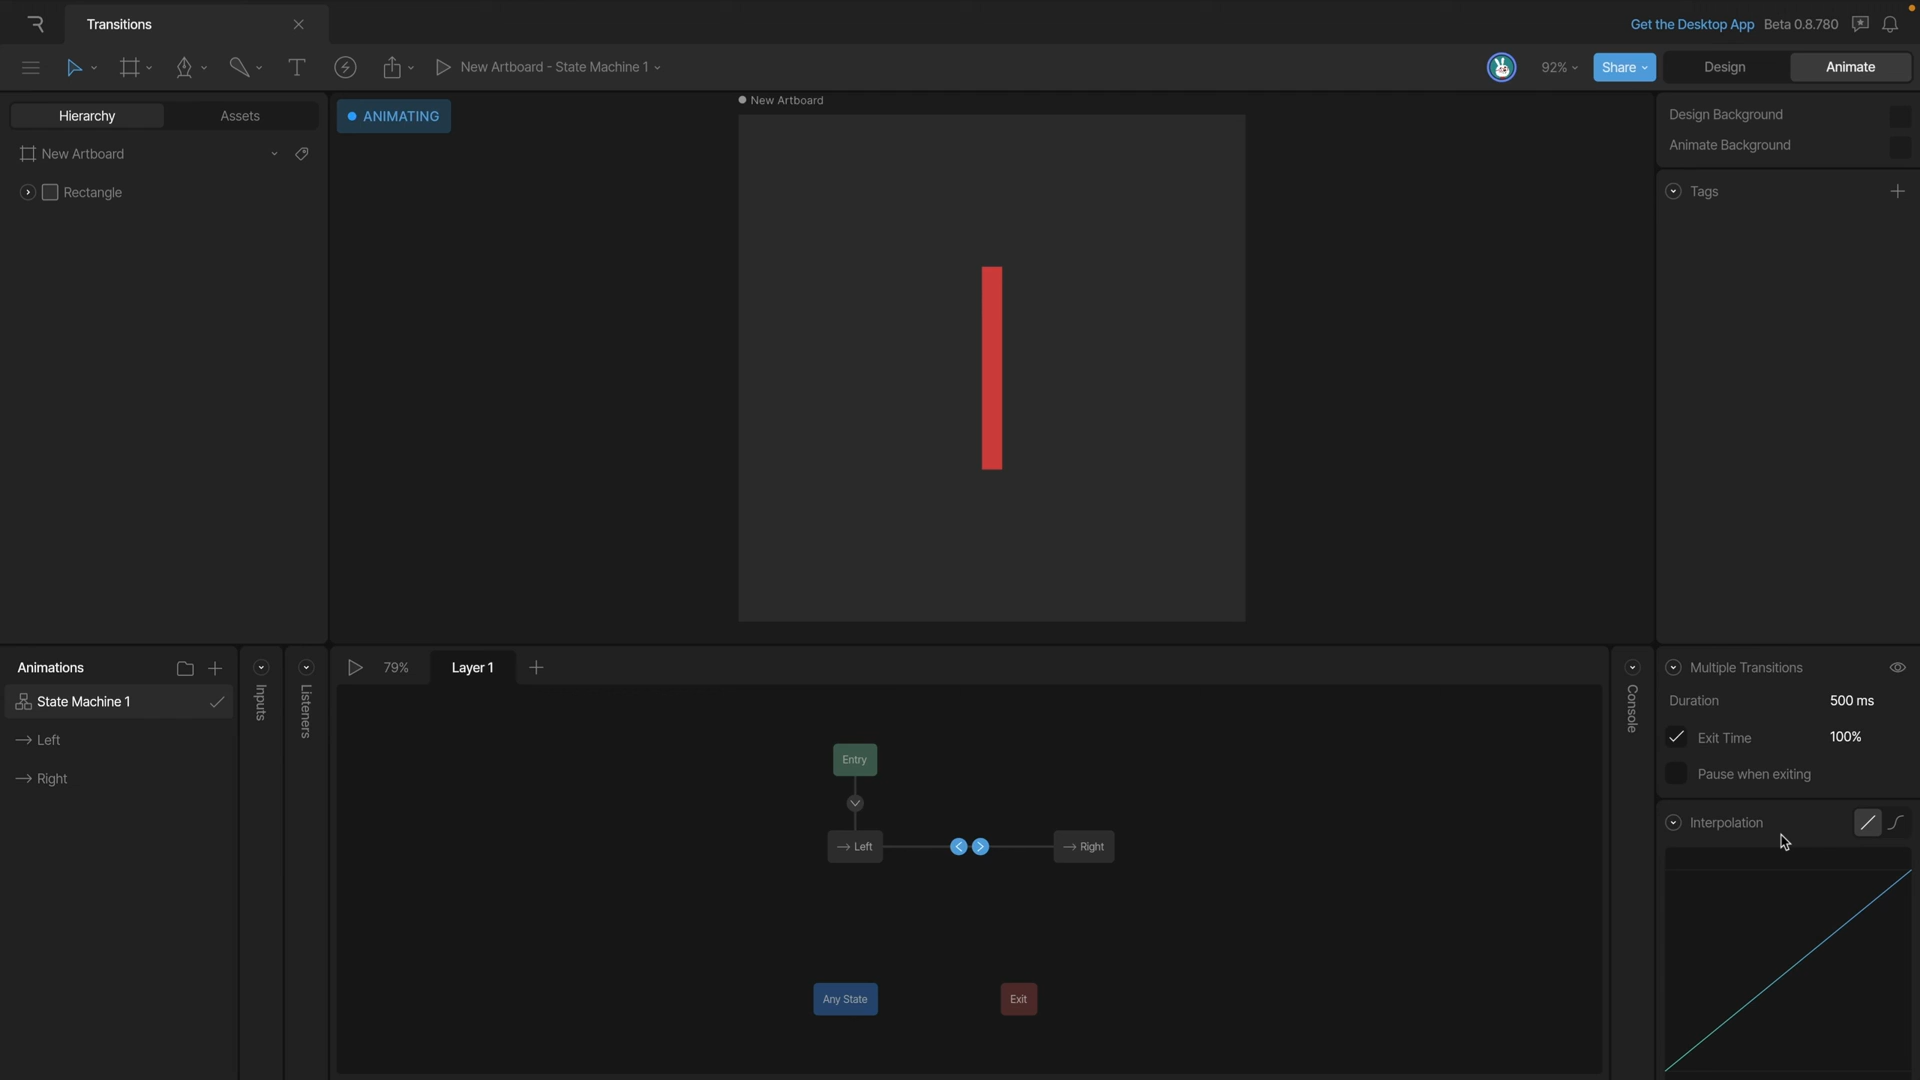 Transitions
Get the Desktop App Beta 0.8.780
New Artboard - State Machine 1
92%
Share
Design
Animate
Hierarchy
Assets
New Artboard
Rectangle
ANIMATING
New Artboard
Design Background
Animate Background
Tags
Animations
State Machine 1
Left
Right
Inputs
Listeners
79%
Layer 1
Entry
Left
Right
Any State
Exit
Console
Multiple Transitions
Duration 500 ms
Exit Time 100%
Pause when exiting
Interpolation